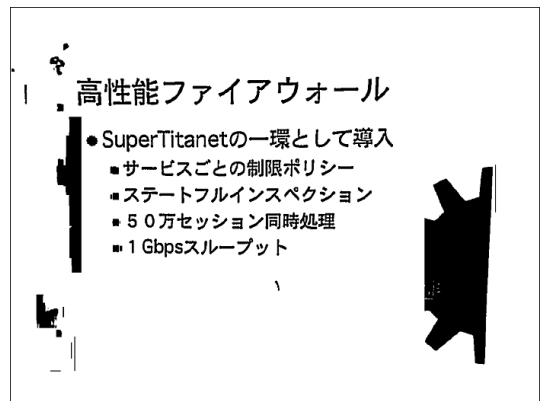 高性能ファイアウォール
●SuperTitanetの一環として導入
■サービスごとの制限ポリシー
■ステートフルインスペクション
■５０万セッション同時処理
■１Gbpsスループット